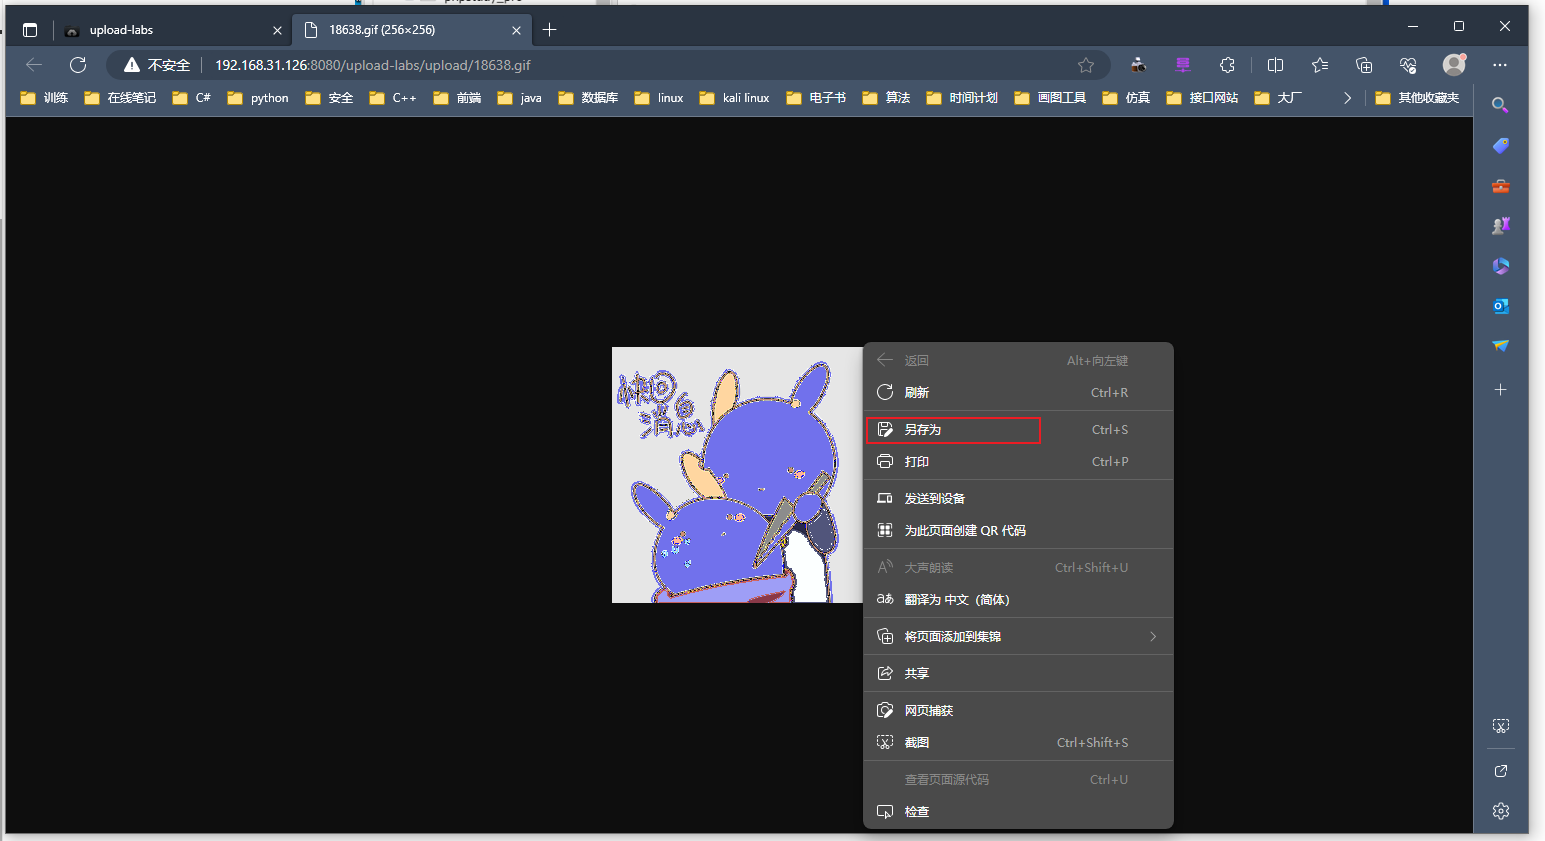 phpstudy_pro
upload-labs
18638.gif (256×256)
不安全
192.168.31.126:8080/upload-labs/upload/18638.gif
训练 在线笔记 C# python 安全 C++ 前端 java 数据库 linux kali linux 电子书 算法 时间计划 画图工具 仿真 接口网站 大厂 其他收藏夹
快回
消息
返回 Alt+向左键
刷新 Ctrl+R
另存为 Ctrl+S
打印 Ctrl+P
发送到设备
为此页面创建 QR 代码
大声朗读 Ctrl+Shift+U
翻译为 中文（简体）
将页面添加到集锦
共享
网页捕获
截图 Ctrl+Shift+S
查看页面源代码 Ctrl+U
检查